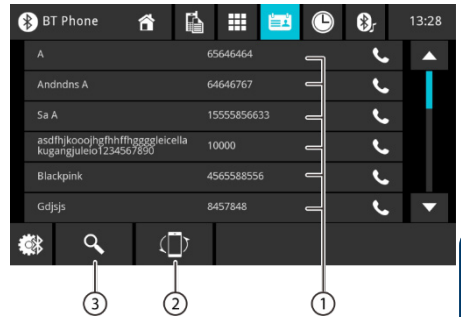 BT Phone 13:28
A 65646464
Andndns A 64646767
Sa A 15555856633
asdfhjkooojhgfhhffhggggleicella
kugangjuleio1234567890 10000
Blackpink 4565588556
Gdjsjs 8457848
3 2 1